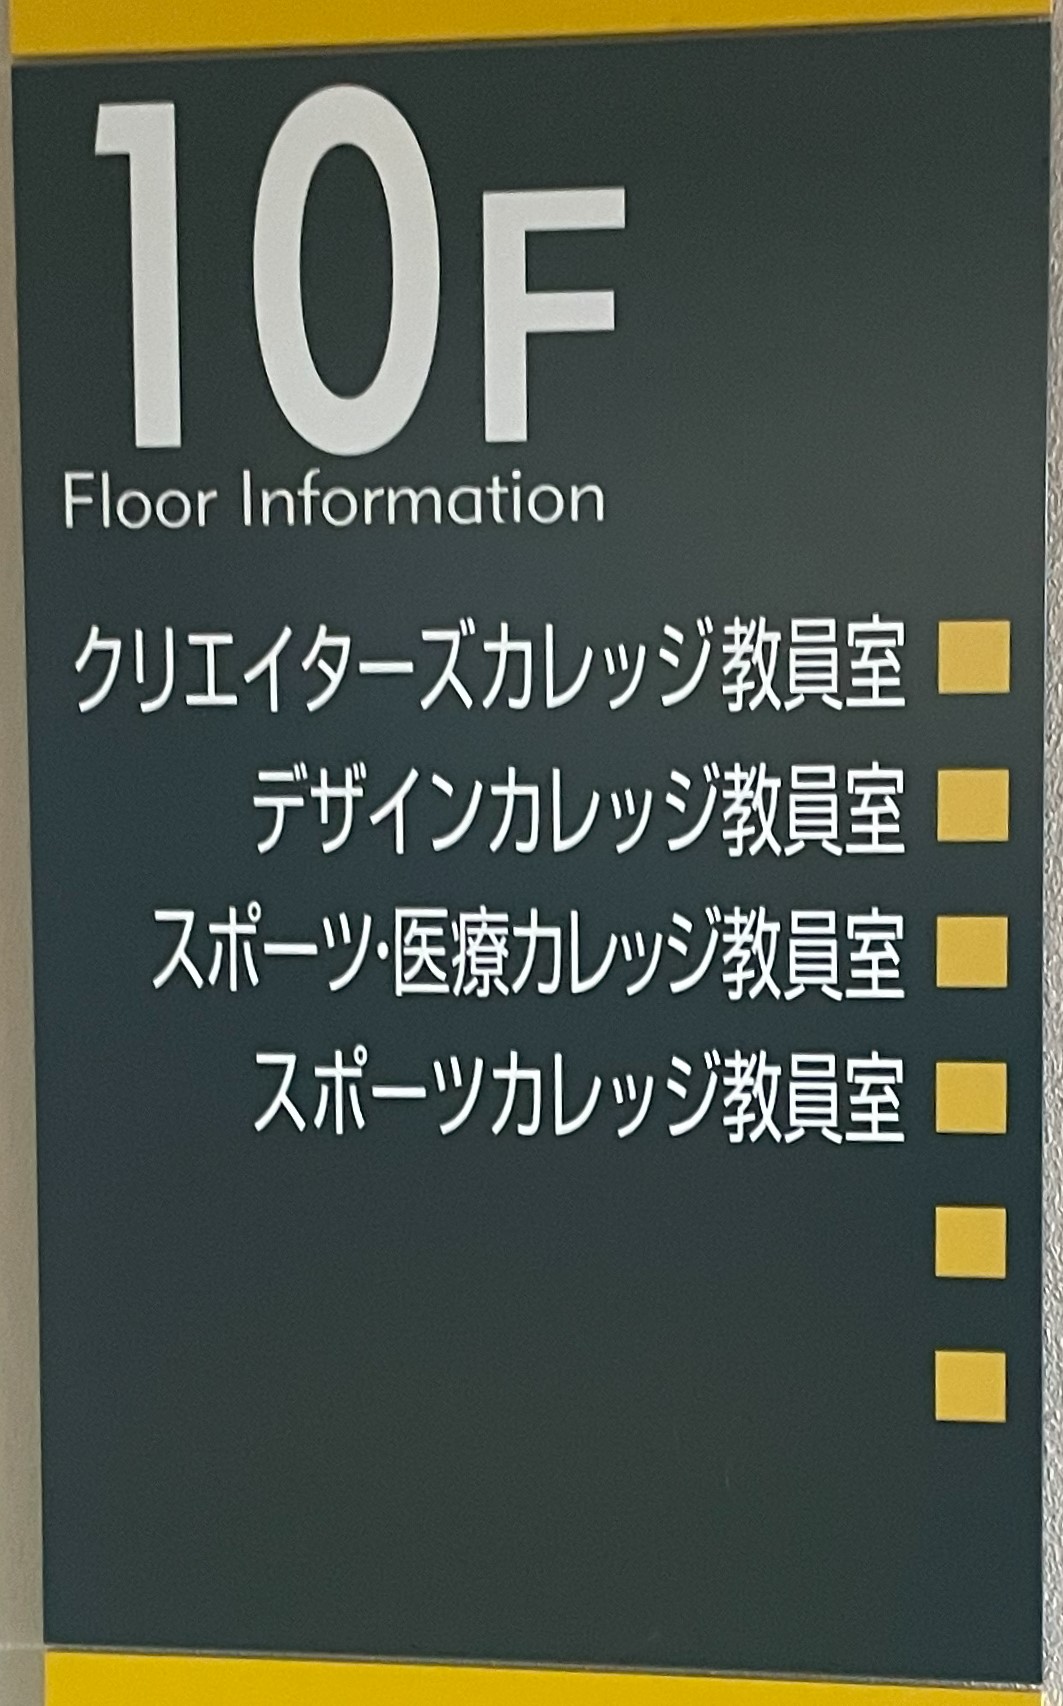 10F
Floor Information
クリエイターズカレッジ教員室
デザインカレッジ教員室
スポーツ・医療カレッジ教員室
スポーツカレッジ教員室